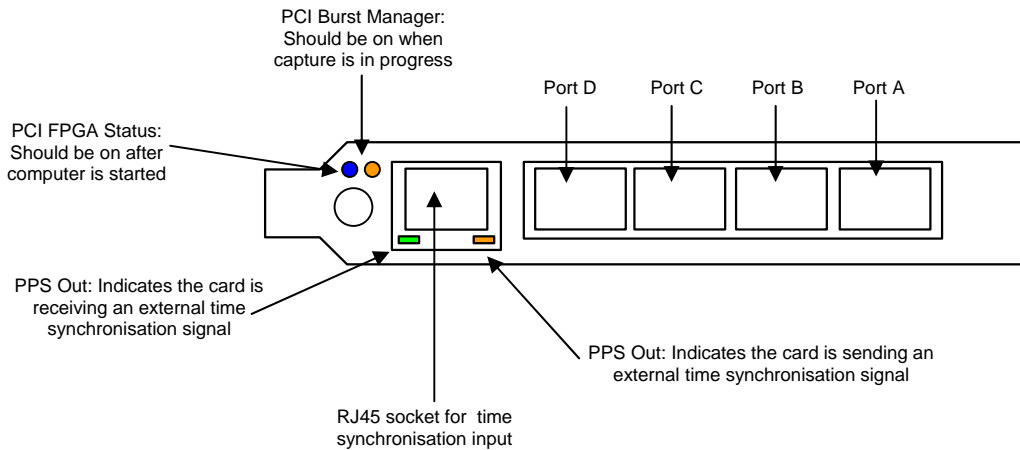 PCI Burst Manager:
Should be on when
capture is in progress
Port D
Port C
Port B
Port A
PCI FPGA Status:
Should be on after
computer is started
PPS Out: Indicates the card is
receiving an external time
synchronisation signal
PPS Out: Indicates the card is sending an
external time synchronisation signal
RJ45 socket for time
synchronisation input